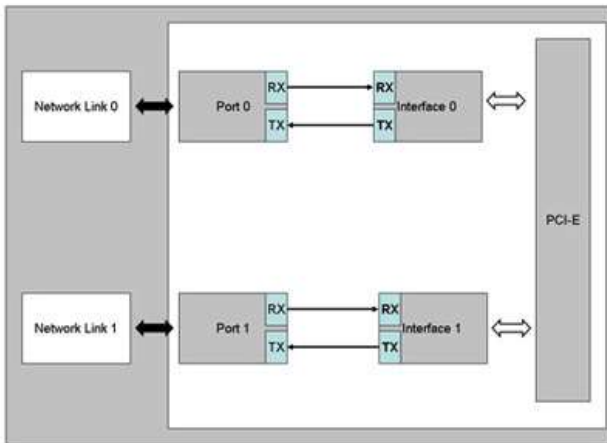 Network Link 0
Port 0
RX
TX
RX
TX
Interface 0
PCI-E
Network Link 1
Port 1
RX
TX
RX
TX
Interface 1